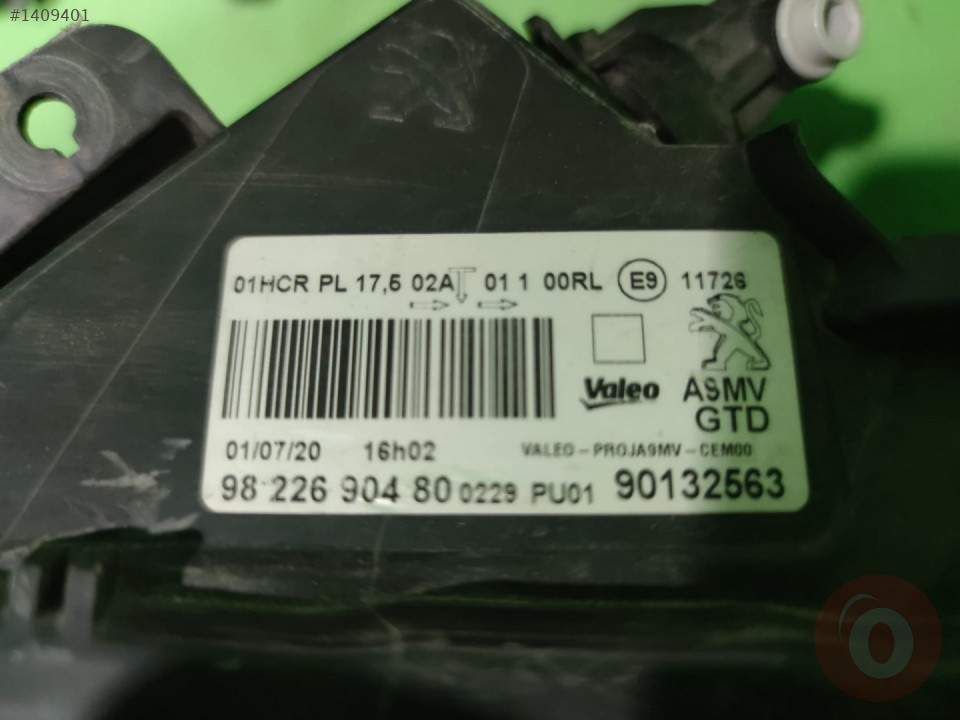 #1409401
01HCR PL 17,5 02A 01 1 00RL E9 11726
Valeo
A9MV
GTD
01/07/20 16h02 VALEO-PROJA9MV-CEM00
98 226 904 80 0229 PU01 90132563
o